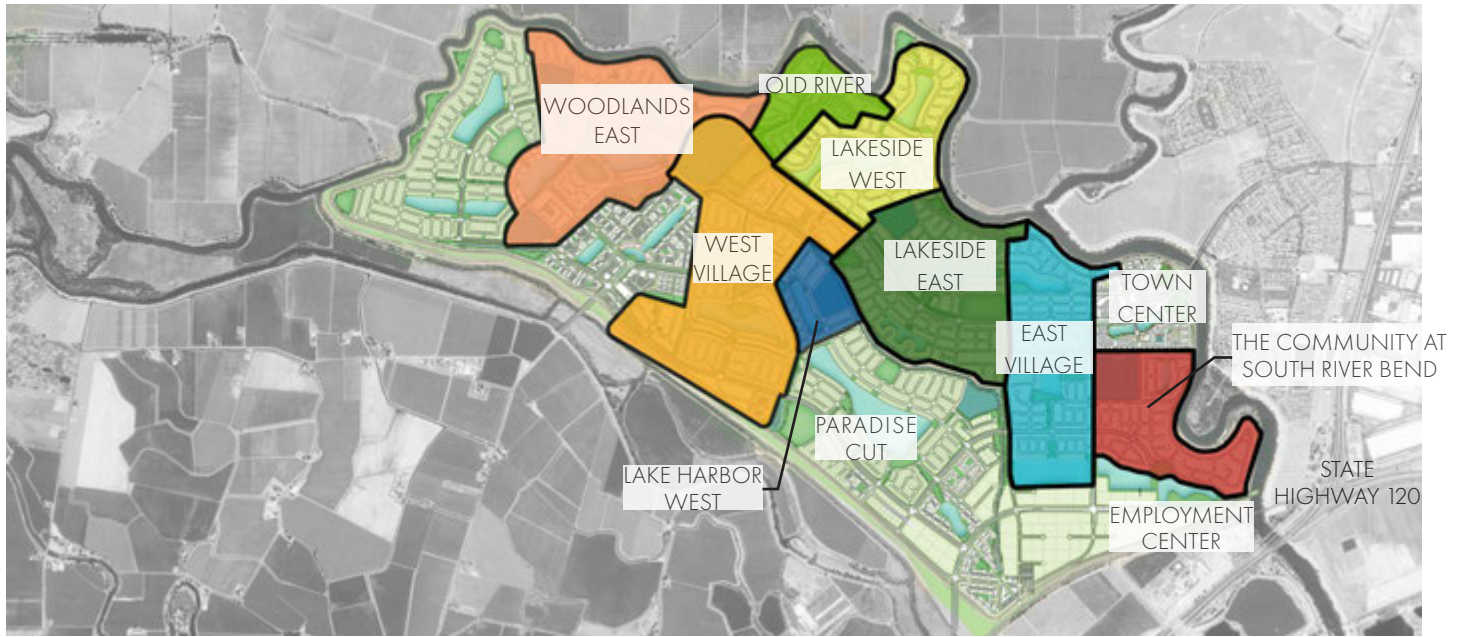 WOODLANDS
EAST
OLD RIVER
LAKESIDE
WEST
WEST
VILLAGE
LAKESIDE
EAST
TOWN
CENTER
EAST
VILLAGE
THE COMMUNITY AT
SOUTH RIVER BEND
PARADISE
CUT
LAKE HARBOR
WEST
STATE
HIGHWAY 120
EMPLOYMENT
CENTER